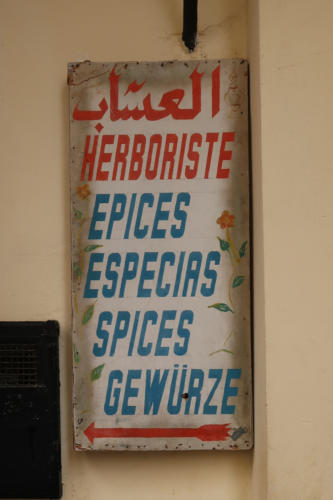 العشاب
HERBORISTE
EPICES
ESPECIAS
SPICES
GEWÜRZE